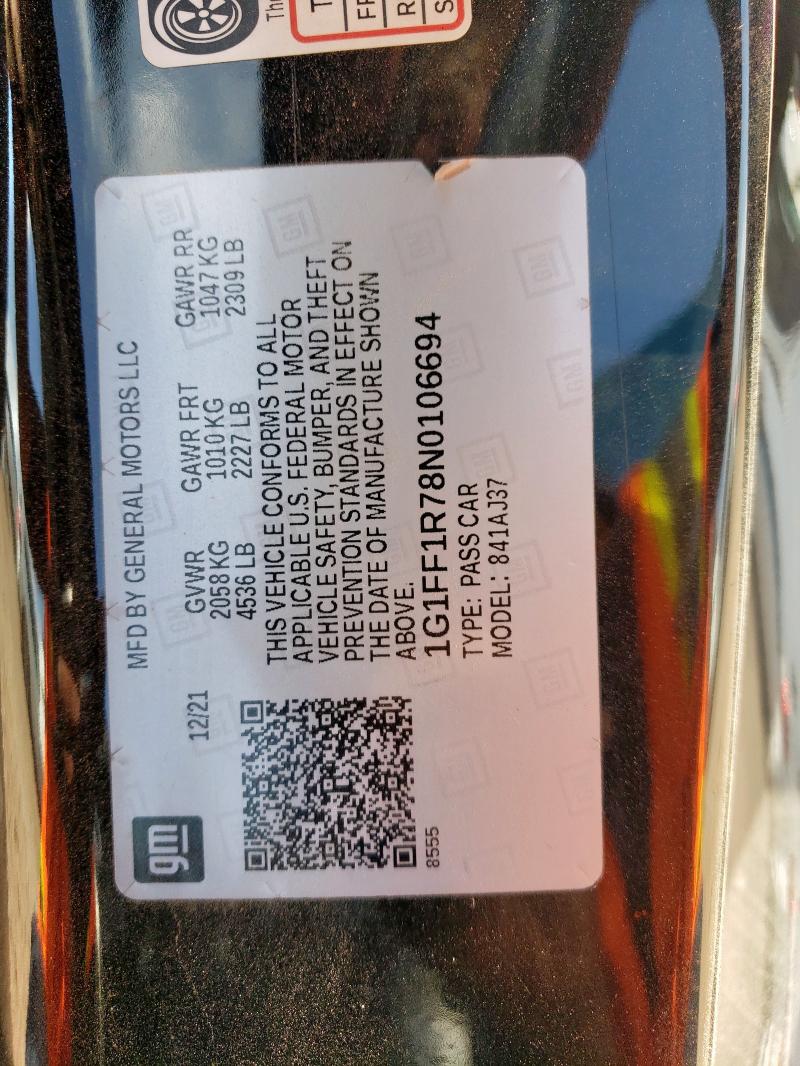 gm
MFD BY GENERAL MOTORS LLC
12/21
GVWR GAWR FRT GAWR RR
2058 KG 1010 KG 1047 KG
4536 LB 2227 LB 2309 LB
THIS VEHICLE CONFORMS TO ALL
APPLICABLE U.S. FEDERAL MOTOR
VEHICLE SAFETY, BUMPER, AND THEFT
PREVENTION STANDARDS IN EFFECT ON
THE DATE OF MANUFACTURE SHOWN
ABOVE.
1G1FF1R78N0106694
TYPE: PASS CAR
MODEL: 841AJ37
8555